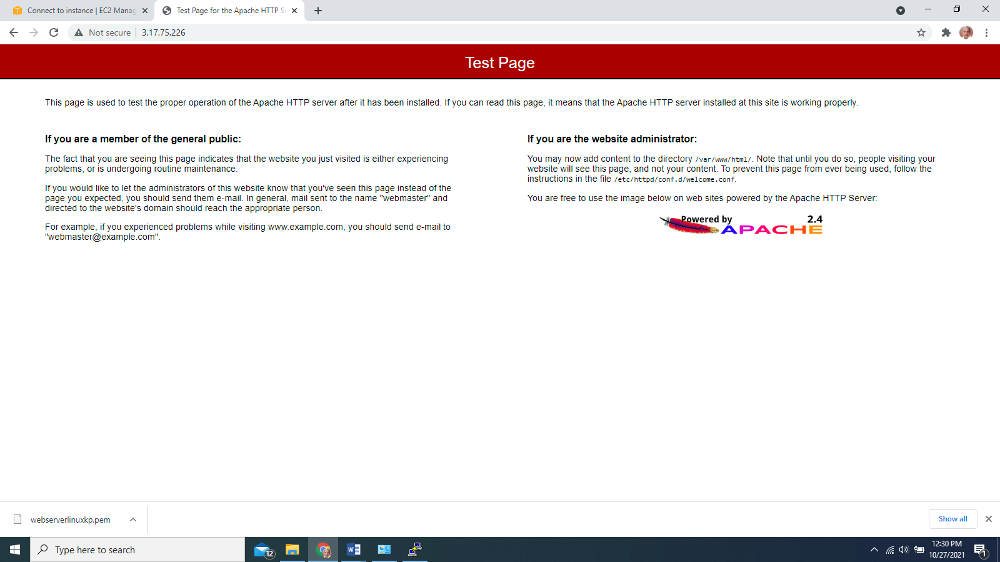 Connect to instance | EC2 Manag
Test Page for the Apache HTTP S
Not secure
3.17.75.226
Test Page
This page is used to test the proper operation of the Apache HTTP server after it has been installed. If you can read this page, it means that the Apache HTTP server installed at this site is working properly.
If you are a member of the general public:
The fact that you are seeing this page indicates that the website you just visited is either experiencing
problems, or is undergoing routine maintenance.
If you would like to let the administrators of this website know that you've seen this page instead of the
page you expected, you should send them e-mail. In general, mail sent to the name "webmaster" and
directed to the website's domain should reach the appropriate person.
For example, if you experienced problems while visiting www.example.com, you should send e-mail to
"webmaster@example.com".
If you are the website administrator:
You may now add content to the directory /var/www/html/. Note that until you do so, people visiting your
website will see this page, and not your content. To prevent this page from ever being used, follow the
instructions in the file /etc/httpd/conf.d/welcome.conf.
You are free to use the image below on web sites powered by the Apache HTTP Server:
Powered by 2.4
APACHE
webserverlinuxkp.pem
Show all
Type here to search
12
W
12:30 PM
10/27/2021
1